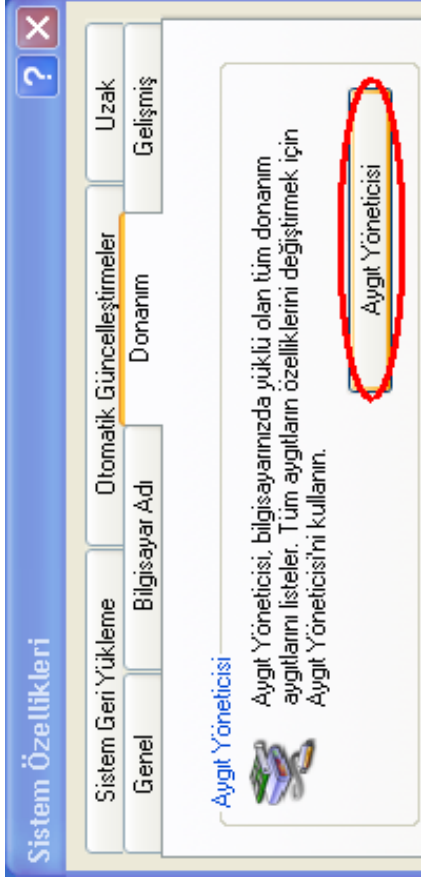 Sistem Özellikleri
Sistem Geri Yükleme
Otomatik Güncelleştirmeler
Uzak
Genel
Bilgisayar Adı
Donanım
Gelişmiş
Aygıt Yöneticisi
Aygıt Yöneticisi, bilgisayarınızda yüklü olan tüm donanım
aygıtlarını listeler. Tüm aygıtların özelliklerini değiştirmek için
Aygıt Yöneticisi'ni kullanın.
Aygıt Yöneticisi